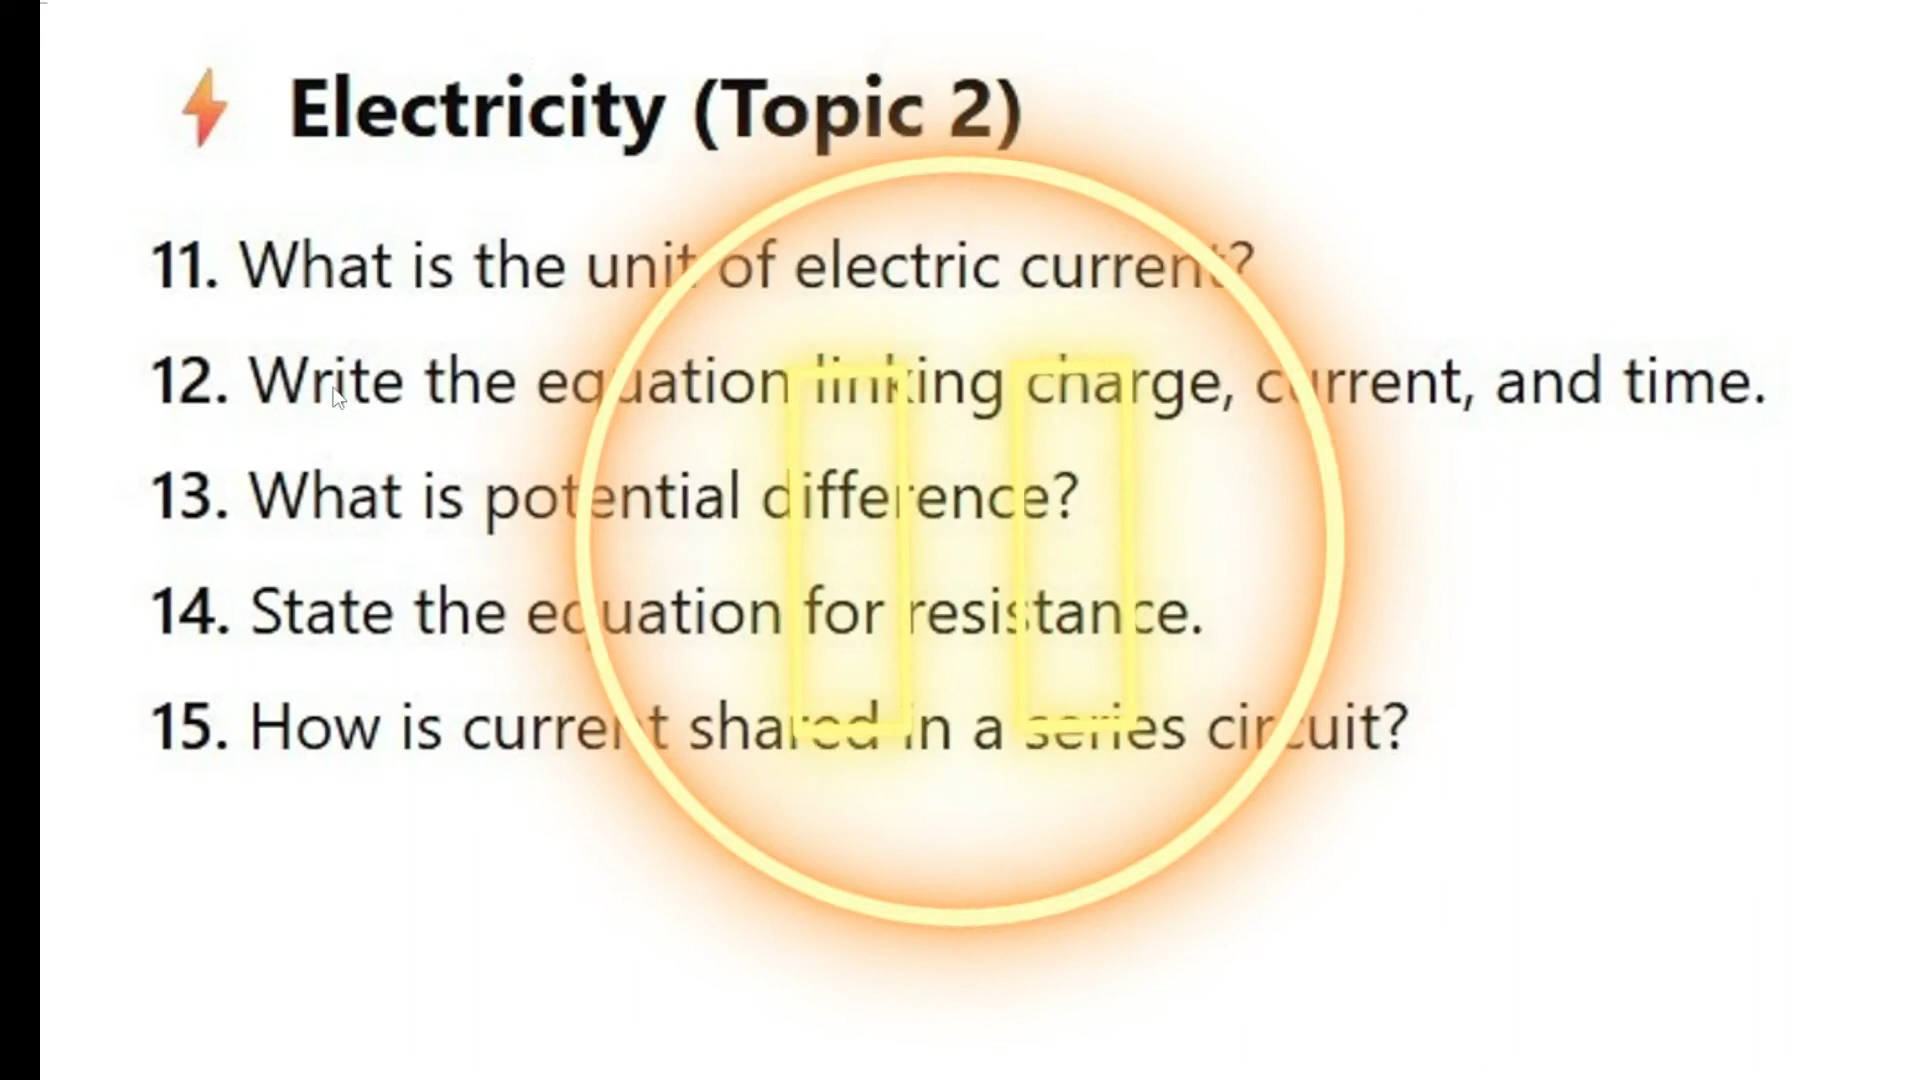 Electricity (Topic 2)
11. What is the unit of electric current?
12. Write the equation linking charge, current, and time.
13. What is potential difference?
14. State the equation for resistance.
15. How is current shared in a series circuit?